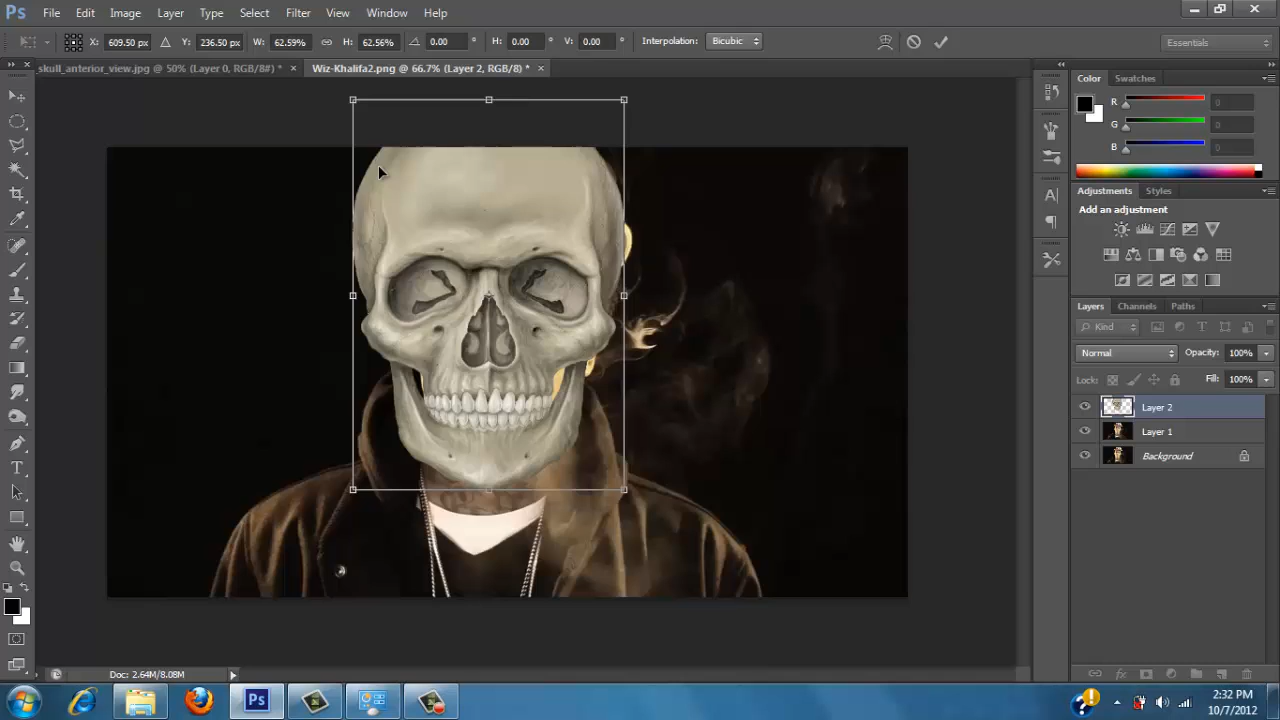 Ps File Edit Image Layer Type Select Filter View Window Help
X: 609.50 px Y: 236.50 px W: 62.59% H: 62.56% 0.00 ° H: 0.00 ° V: 0.00 ° Interpolation: Bicubic Essentials
skull_anterior_view.jpg @ 50% (Layer 0, RGB/8#) * × Wiz-Khalifa2.png @ 66.7% (Layer 2, RGB/8) * ×
Color Swatches
R 0
G 0
B 0
Adjustments Styles
Add an adjustment
Layers Channels Paths
Kind
Normal Opacity: 100%
Lock: Fill: 100%
Layer 2
Layer 1
Background
Doc: 2.64M/8.08M
Ps
2:32 PM
10/7/2012